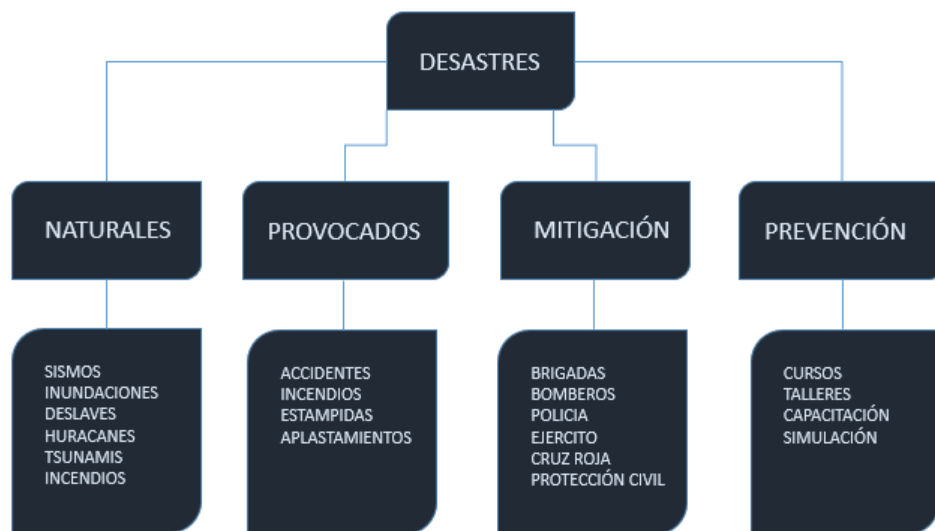 DESASTRES
NATURALES
PROVOCADOS
MITIGACIÓN
PREVENCIÓN
SISMOS
INUNDACIONES
DESLAVES
HURACANES
TSUNAMIS
INCENDIOS
ACCIDENTES
INCENDIOS
ESTAMPIDAS
APLASTAMIENTOS
BRIGADAS
BOMBEROS
POLICIA
EJERCITO
CRUZ ROJA
PROTECCIÓN CIVIL
CURSOS
TALLERES
CAPACITACIÓN
SIMULACIÓN